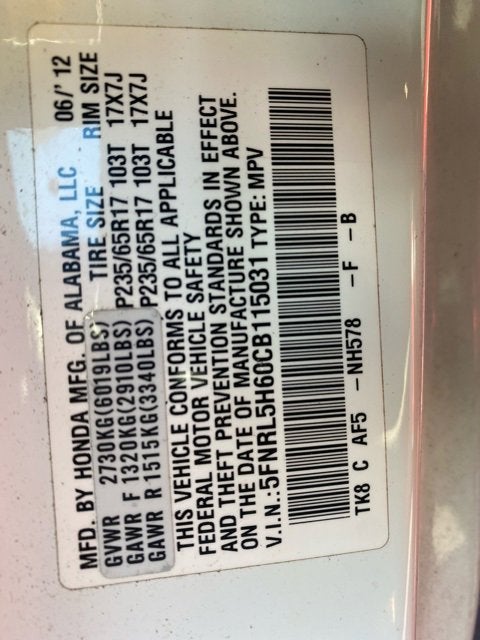 MFD. BY HONDA MFG. OF ALABAMA, LLC 06/'12
GVWR 2730KG(6019LBS) TIRE SIZE RIM SIZE
GAWR F 1320KG(2910LBS) P235/65R17 103T 17X7J
GAWR R 1515KG(3340LBS) P235/65R17 103T 17X7J
THIS VEHICLE CONFORMS TO ALL APPLICABLE
FEDERAL MOTOR VEHICLE SAFETY
AND THEFT PREVENTION STANDARDS IN EFFECT
ON THE DATE OF MANUFACTURE SHOWN ABOVE.
V.I.N.:5FNRL5H60CB115031 TYPE: MPV
TK8 C AF5 -NH578 -F -B